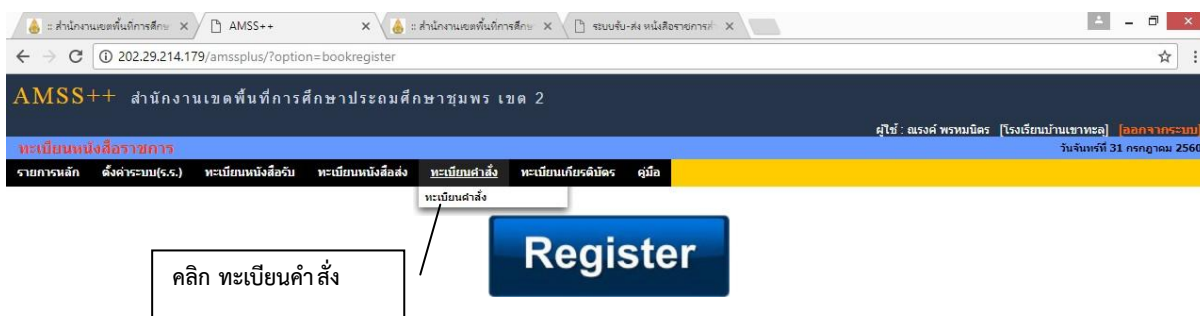 :: สำนักงานเขตพื้นที่การศึกษ × AMSS++ × :: สำนักงานเขตพื้นที่การศึกษ × ระบบรับ-ส่ง หนังสือราชการสำ ×
202.29.214.179/amssplus/?option=bookregister
AMSS++ สำนักงานเขตพื้นที่การศึกษาประถมศึกษาชุมพร เขต 2
ผู้ใช้ : ณรงค์ พรหมนิตร [โรงเรียนบ้านเขาทะลุ] [ออกจากระบบ]
ทะเบียนหนังสือราชการ วันจันทร์ที่ 31 กรกฎาคม 2560
รายการหลัก ตั้งค่าระบบ(ร.ร.) ทะเบียนหนังสือรับ ทะเบียนหนังสือส่ง ทะเบียนคำสั่ง ทะเบียนเกียรติบัตร คู่มือ
ทะเบียนคำสั่ง
Register
คลิก ทะเบียนคำสั่ง